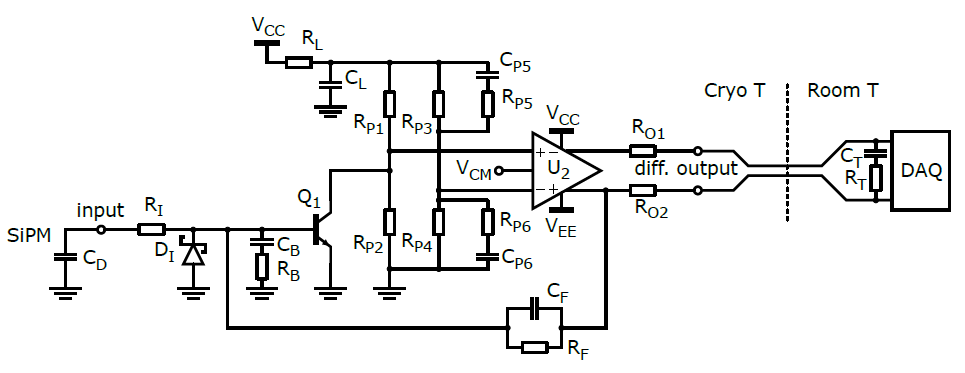 VCC
RL
CL
CP5
RP5
RP1
RP3
Cryo T
Room T
VCC
RO1
+ −
VCM
U2
diff. output
− +
CT
RT
DAQ
Q1
RO2
VEE
input
RI
SiPM
CD
DI
CB
RB
RP2
RP4
RP6
CP6
CF
RF